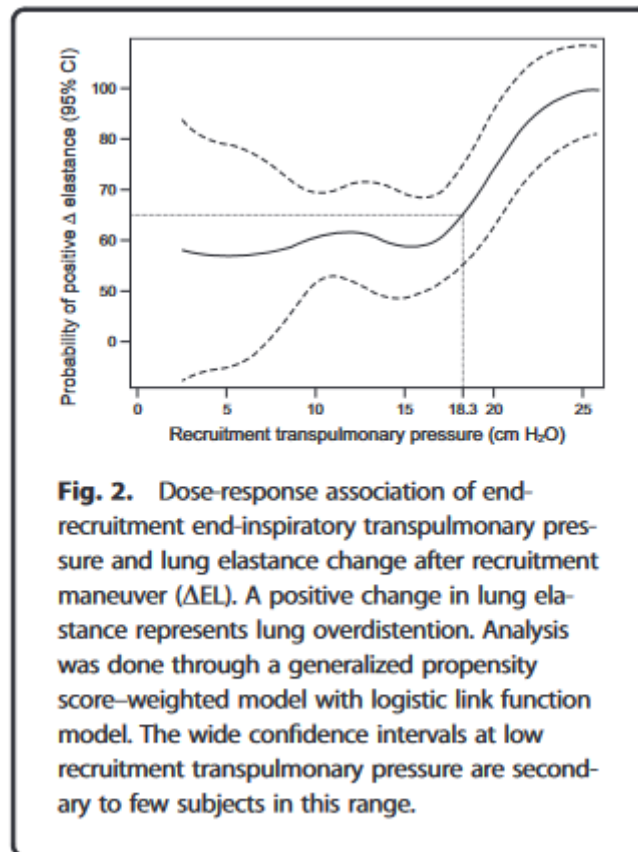 Probability of positive Δ elastance (95% CI)
100
80
70
60
50
0
0 5 10 15 18.3 20 25
Recruitment transpulmonary pressure (cm H₂O)
Fig. 2. Dose-response association of end-
recruitment end-inspiratory transpulmonary pres-
sure and lung elastance change after recruitment
maneuver (ΔEL). A positive change in lung ela-
stance represents lung overdistention. Analysis
was done through a generalized propensity
score–weighted model with logistic link function
model. The wide confidence intervals at low
recruitment transpulmonary pressure are second-
ary to few subjects in this range.